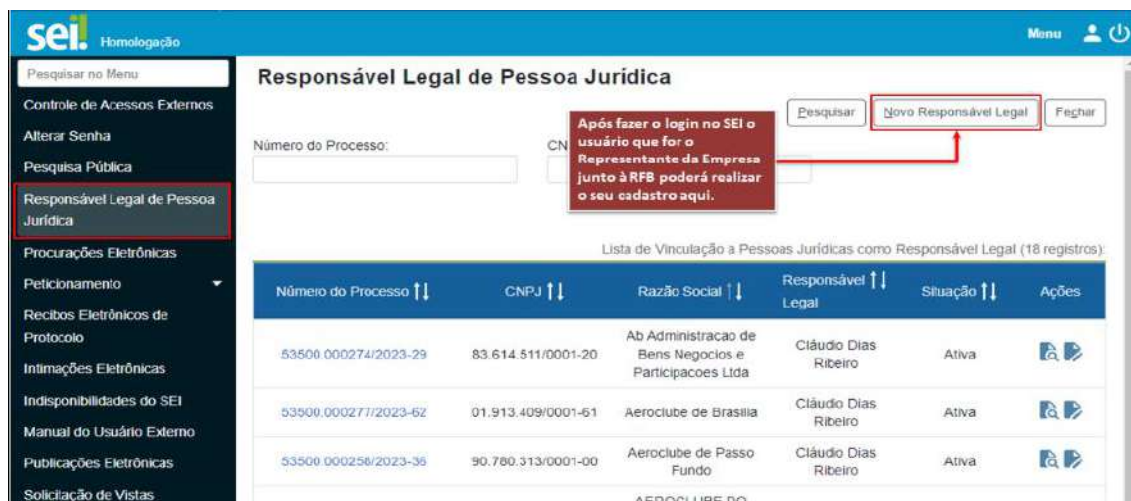 sei! Homologação
Menu
Pesquisar no Menu
Controle de Acessos Externos
Alterar Senha
Pesquisa Pública
Responsável Legal de Pessoa
Jurídica
Procurações Eletrônicas
Peticionamento
Recibos Eletrônicos de
Protocolo
Intimações Eletrônicas
Indisponibilidades do SEI
Manual do Usuário Externo
Publicações Eletrônicas
Solicitação de Vistas
Responsável Legal de Pessoa Jurídica
Pesquisar Novo Responsável Legal Fechar
Número do Processo:
CN
Após fazer o login no SEI o
usuário que for o
Representante da Empresa
junto à RFB poderá realizar
o seu cadastro aqui.
Lista de Vinculação a Pessoas Jurídicas como Responsável Legal (18 registros):
Número do Processo CNPJ Razão Social Responsável Legal Situação Ações
53500.000274/2023-29 83.614.511/0001-20 Ab Administracao de Bens Negocios e Participacoes Ltda Cláudio Dias Ribeiro Ativa
53500.000277/2023-62 01.913.409/0001-61 Aeroclube de Brasilia Cláudio Dias Ribeiro Ativa
53500.000258/2023-36 90.780.313/0001-00 Aeroclube de Passo Fundo Cláudio Dias Ribeiro Ativa
AEROCLUBE DO